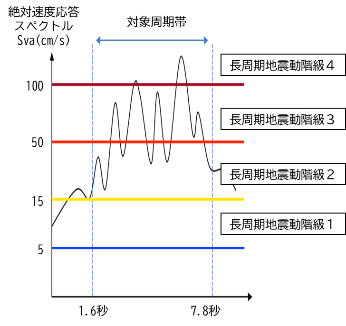 絶対速度応答
スペクトル
Sva(cm/s)
対象周期帯
長周期地震動階級４
100
長周期地震動階級３
50
長周期地震動階級２
15
長周期地震動階級１
5
1.6秒
7.8秒